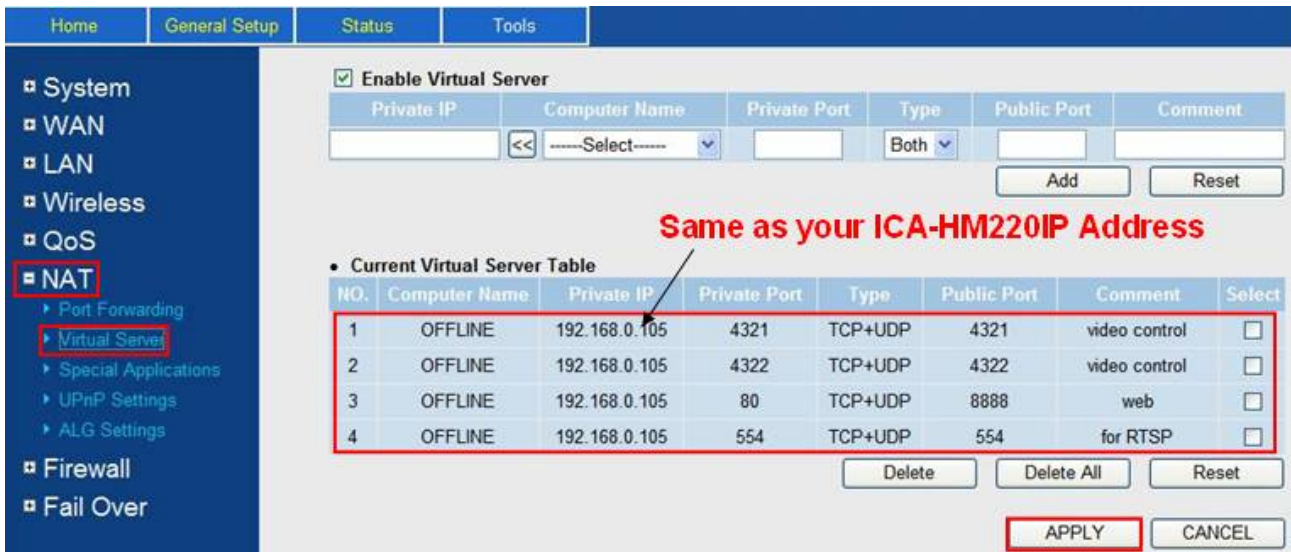 Home General Setup Status Tools
System
WAN
LAN
Wireless
QoS
NAT
Port Forwarding
Virtual Server
Special Applications
UPnP Settings
ALG Settings
Firewall
Fail Over
Enable Virtual Server
Private IP Computer Name Private Port Type Public Port Comment
<< ------Select------ Both
Add Reset
Same as your ICA-HM220IP Address
• Current Virtual Server Table
NO. Computer Name Private IP Private Port Type Public Port Comment Select
1 OFFLINE 192.168.0.105 4321 TCP+UDP 4321 video control
2 OFFLINE 192.168.0.105 4322 TCP+UDP 4322 video control
3 OFFLINE 192.168.0.105 80 TCP+UDP 8888 web
4 OFFLINE 192.168.0.105 554 TCP+UDP 554 for RTSP
Delete Delete All Reset
APPLY CANCEL